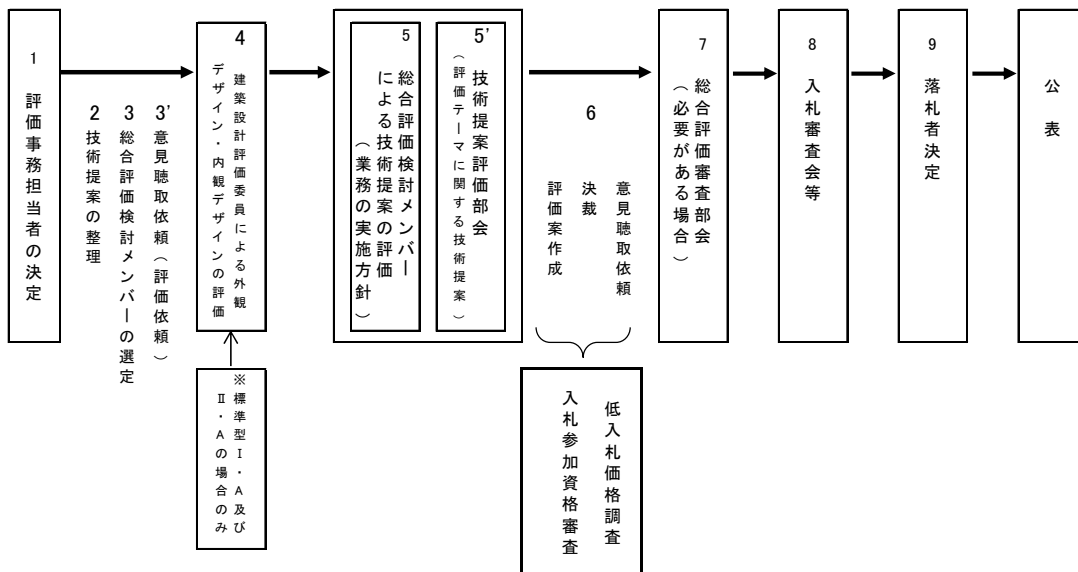 1
評価事務担当者の決定
2
技術提案の整理
3
総合評価検討メンバーの選定
3’
意見聴取依頼（評価依頼）
4
建築設計評価委員による外観
デザイン・内観デザインの評価
※標準型Ⅰ・A及び
Ⅱ・Aの場合のみ
5
総合評価検討メンバー
による技術提案の評価
（業務の実施方針）
5’
技術提案評価部会
（評価テーマに関する技術提案）
6
評価案作成
決裁
意見聴取依頼
低入札価格調査
入札参加資格審査
7
総合評価審査部会
（必要がある場合）
8
入札審査会等
9
落札者決定
公表